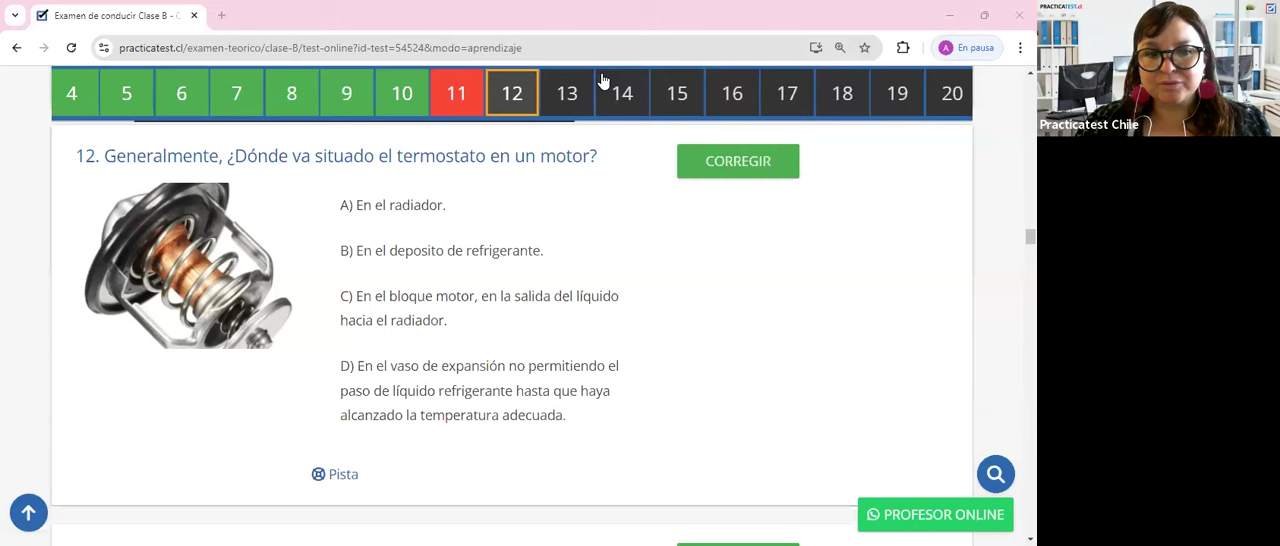 Examen de conducir Clase B - C
practicatest.cl/examen-teorico/clase-B/test-online?id-test=54524&modo=aprendizaje
A
En pausa
PRACTICATEST.cl
Practicatest Chile
4 5 6 7 8 9 10 11 12 13 14 15 16 17 18 19 20
12. Generalmente, ¿Dónde va situado el termostato en un motor?
CORREGIR
A) En el radiador.
B) En el deposito de refrigerante.
C) En el bloque motor, en la salida del líquido
hacia el radiador.
D) En el vaso de expansión no permitiendo el
paso de líquido refrigerante hasta que haya
alcanzado la temperatura adecuada.
Pista
PROFESOR ONLINE